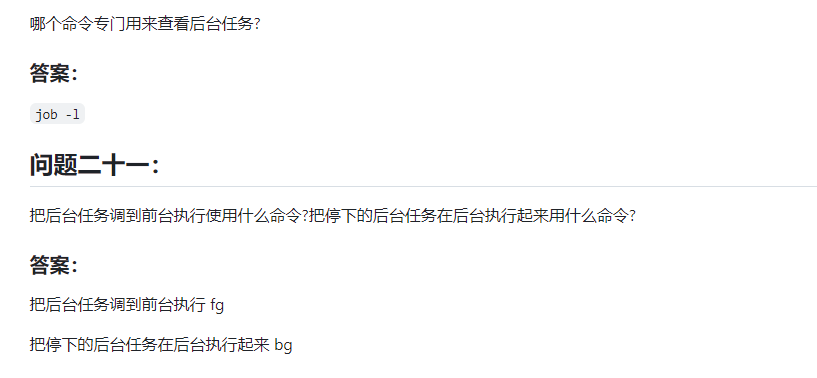 哪个命令专门用来查看后台任务?
答案：
job -l
问题二十一：
把后台任务调到前台执行使用什么命令?把停下的后台任务在后台执行起来用什么命令?
答案：
把后台任务调到前台执行 fg
把停下的后台任务在后台执行起来 bg